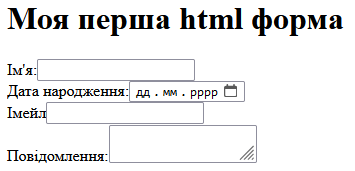 Моя перша html форма
Ім'я:
Дата народження: дд . мм . рррр
Імейл
Повідомлення: